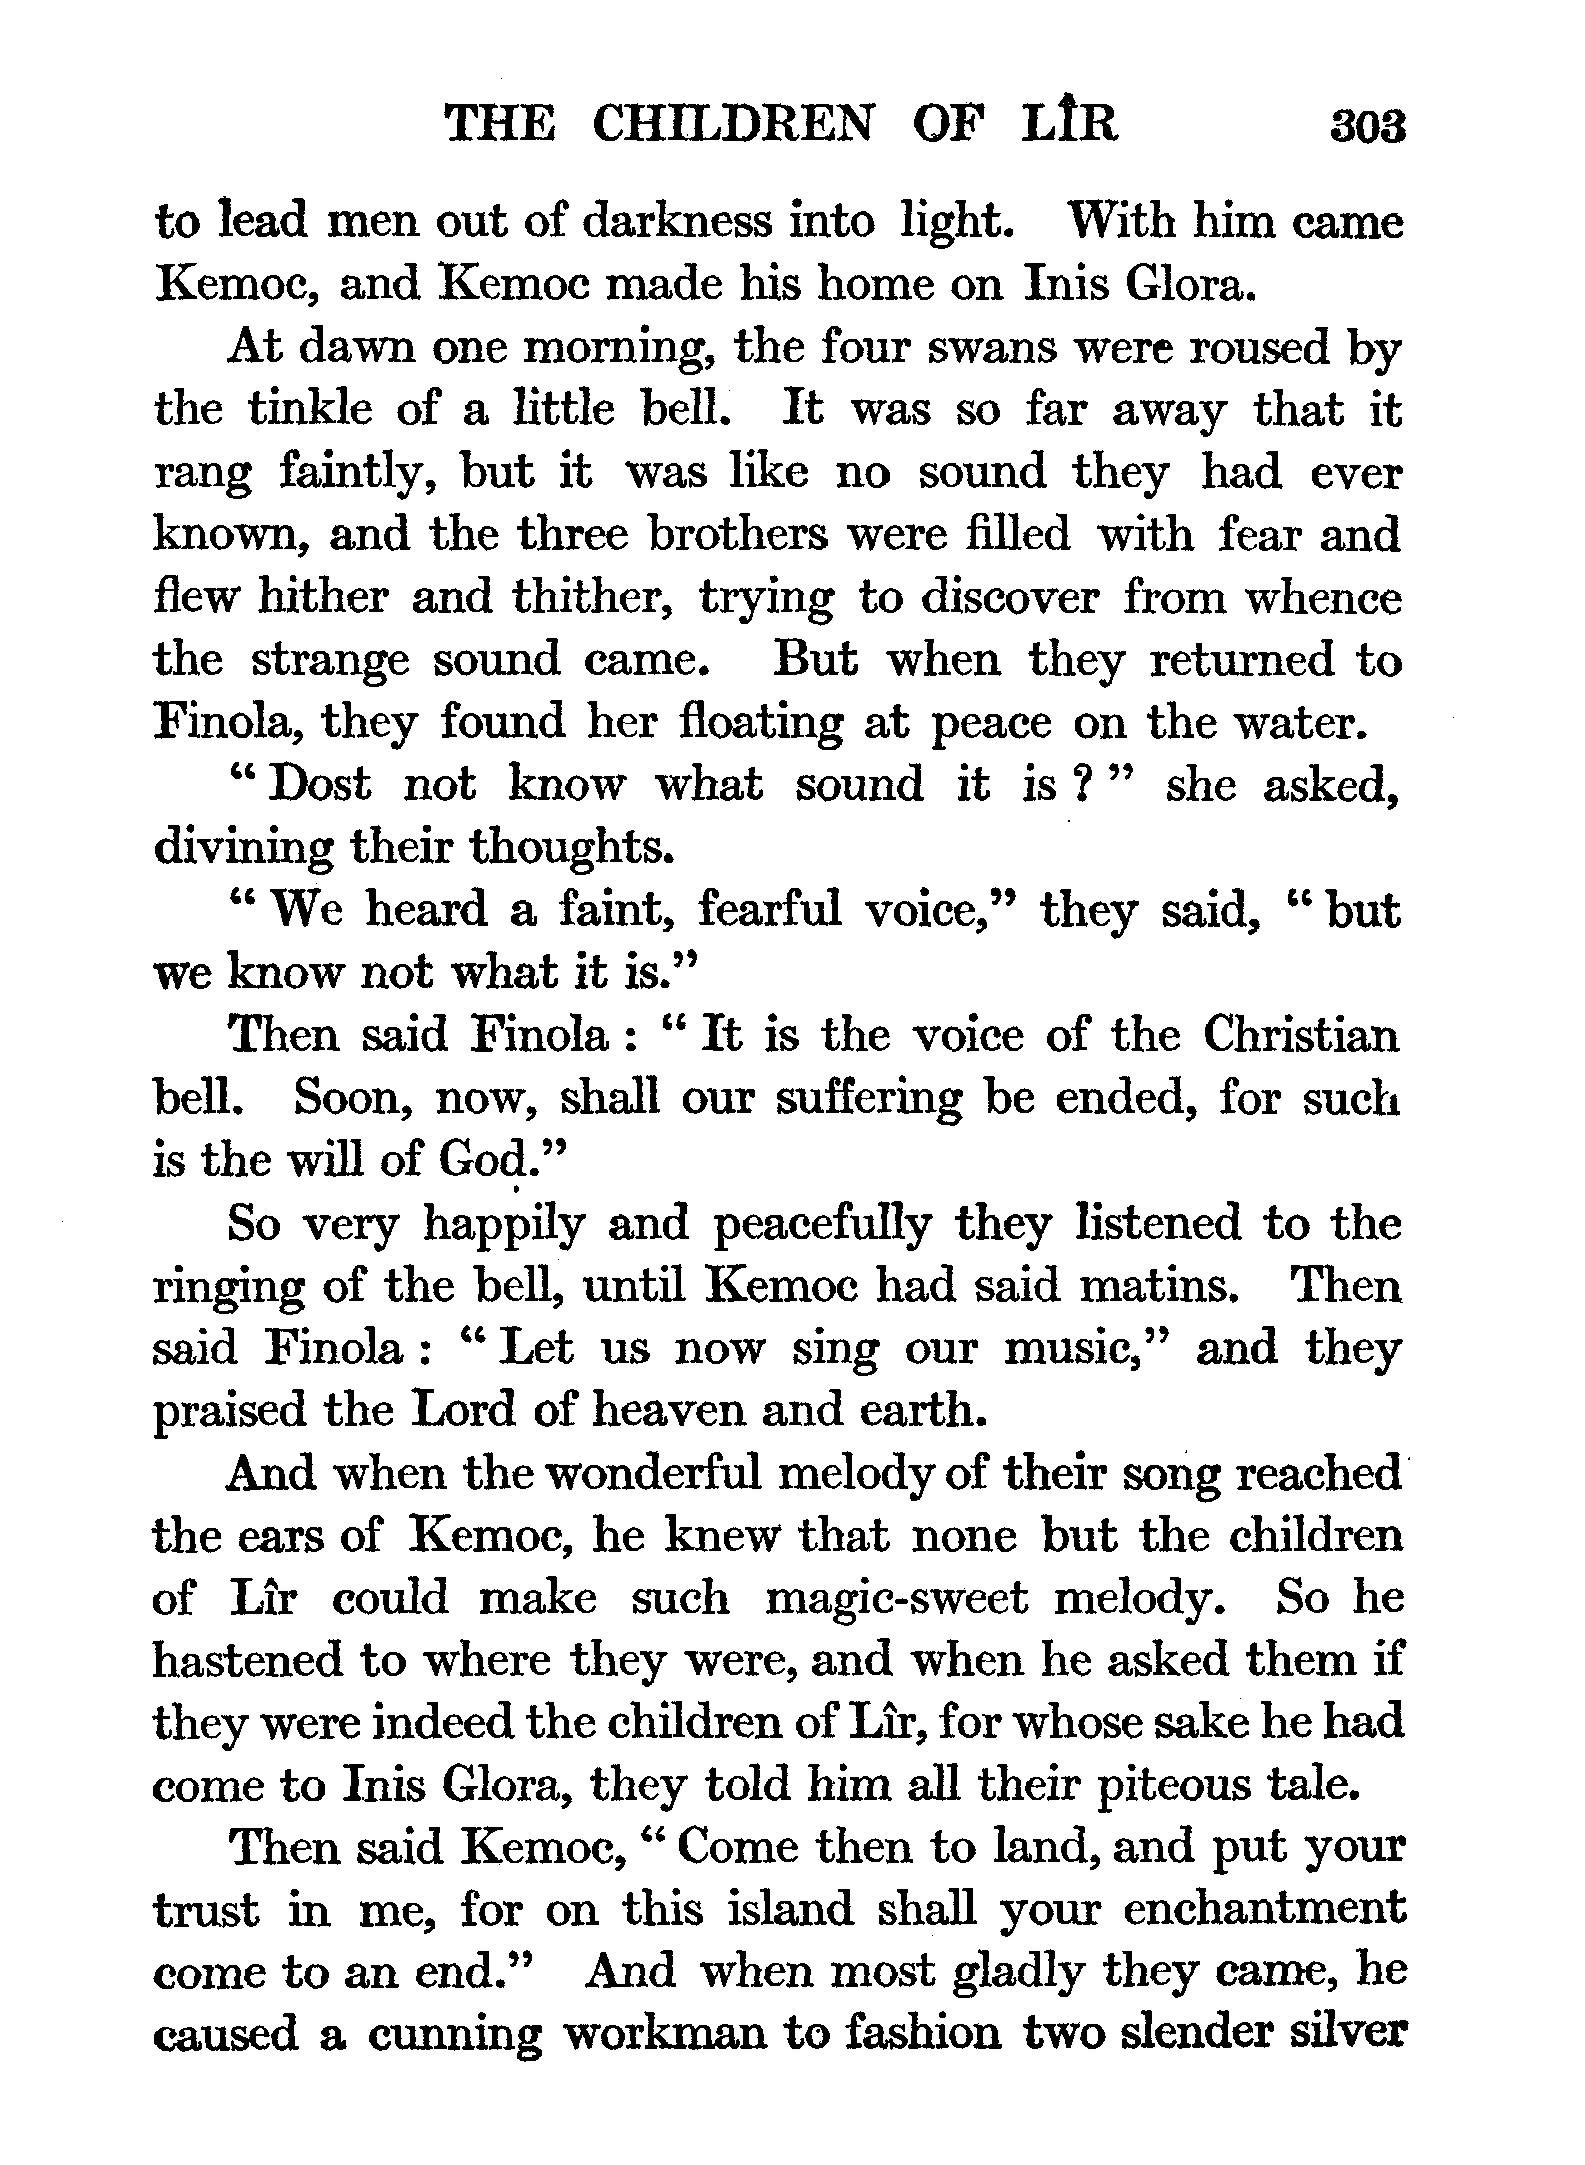 THE CHILDREN OF LÎR 303
to lead men out of darkness into light. With him came
Kemoc, and Kemoc made his home on Inis Glora.
At dawn one morning, the four swans were roused by
the tinkle of a little bell. It was so far away that it
rang faintly, but it was like no sound they had ever
known, and the three brothers were filled with fear and
flew hither and thither, trying to discover from whence
the strange sound came. But when they returned to
Finola, they found her floating at peace on the water.
“ Dost not know what sound it is ? ” she asked,
divining their thoughts.
“ We heard a faint, fearful voice,” they said, “ but
we know not what it is.”
Then said Finola : “ It is the voice of the Christian
bell. Soon, now, shall our suffering be ended, for such
is the will of God.”
So very happily and peacefully they listened to the
ringing of the bell, until Kemoc had said matins. Then
said Finola : “ Let us now sing our music,” and they
praised the Lord of heaven and earth.
And when the wonderful melody of their song reached
the ears of Kemoc, he knew that none but the children
of Lîr could make such magic-sweet melody. So he
hastened to where they were, and when he asked them if
they were indeed the children of Lîr, for whose sake he had
come to Inis Glora, they told him all their piteous tale.
Then said Kemoc, “ Come then to land, and put your
trust in me, for on this island shall your enchantment
come to an end.” And when most gladly they came, he
caused a cunning workman to fashion two slender silver